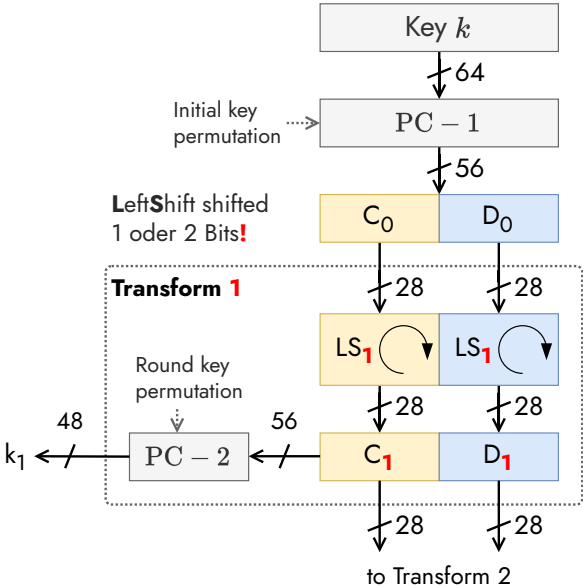 Key k
64
Initial key
permutation
PC − 1
56
LeftShift shifted
1 oder 2 Bits!
C0 D0
Transform 1
28 28
LS1 LS1
Round key
permutation
28 28
48 56
k1 PC − 2 C1 D1
28 28
to Transform 2